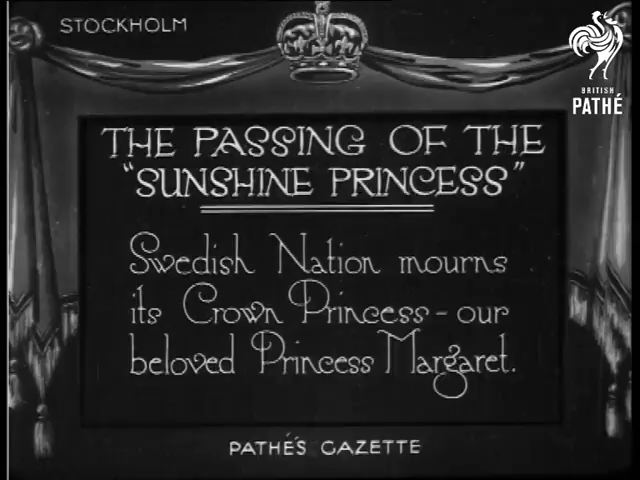 STOCKHOLM
BRITISH
PATHÉ
THE PASSING OF THE
"SUNSHINE PRINCESS"
Swedish Nation mourns
its Crown Princess - our
beloved Princess Margaret.
PATHÉ'S GAZETTE